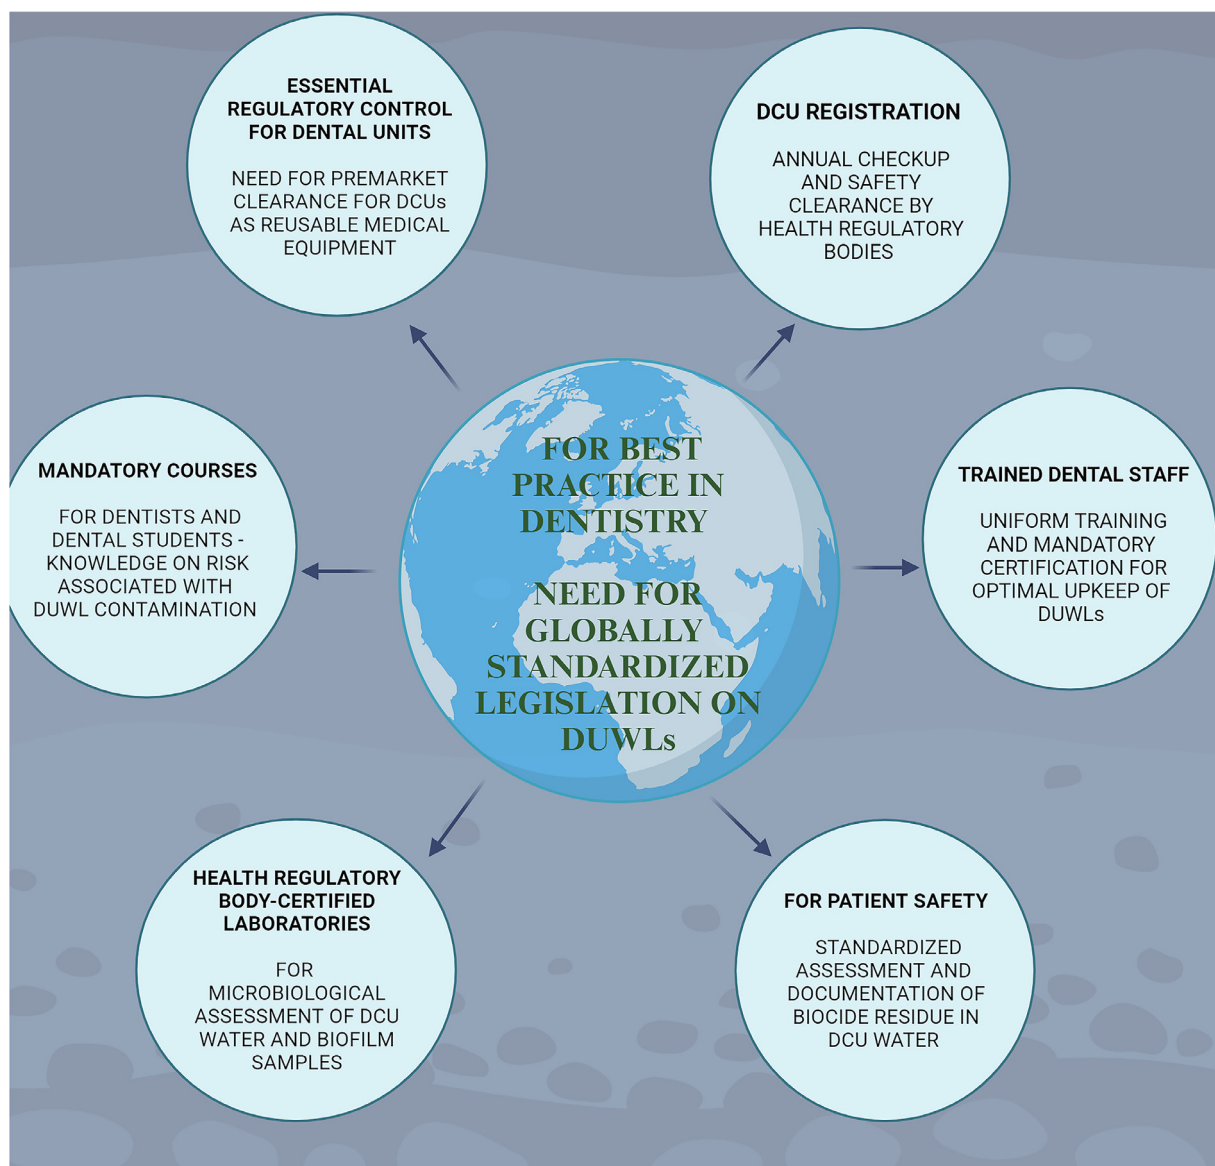 ESSENTIAL
REGULATORY CONTROL
FOR DENTAL UNITS
NEED FOR PREMARKET
CLEARANCE FOR DCUs
AS REUSABLE MEDICAL
EQUIPMENT
DCU REGISTRATION
ANNUAL CHECKUP
AND SAFETY
CLEARANCE BY
HEALTH REGULATORY
BODIES
MANDATORY COURSES
FOR DENTISTS AND
DENTAL STUDENTS -
KNOWLEDGE ON RISK
ASSOCIATED WITH
DUWL CONTAMINATION
FOR BEST
PRACTICE IN
DENTISTRY
NEED FOR
GLOBALLY
STANDARDIZED
LEGISLATION ON
DUWLs
TRAINED DENTAL STAFF
UNIFORM TRAINING
AND MANDATORY
CERTIFICATION FOR
OPTIMAL UPKEEP OF
DUWLs
HEALTH REGULATORY
BODY-CERTIFIED
LABORATORIES
FOR
MICROBIOLOGICAL
ASSESSMENT OF DCU
WATER AND BIOFILM
SAMPLES
FOR PATIENT SAFETY
STANDARDIZED
ASSESSMENT AND
DOCUMENTATION OF
BIOCIDE RESIDUE IN
DCU WATER